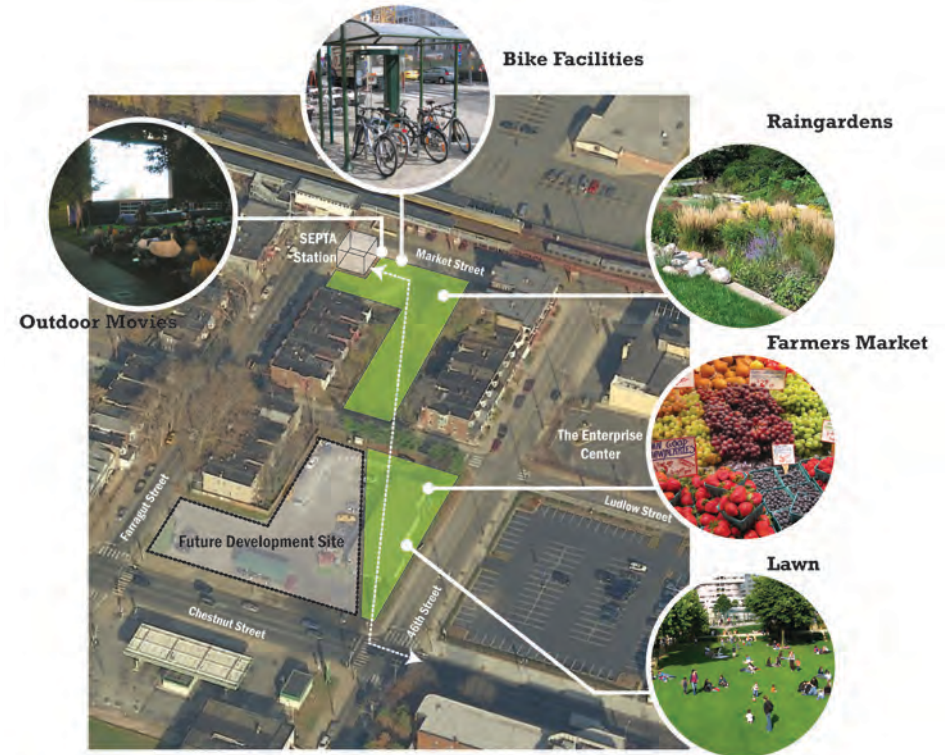 Bike Facilities
Raingardens
SEPTA
Station
Market Street
Outdoor Movies
Farmers Market
The Enterprise
Center
Ludlow Street
Farragut Street
Future Development Site
Lawn
Chestnut Street
46th Street